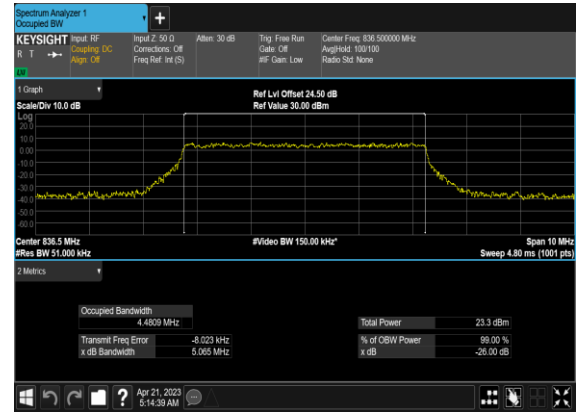 Spectrum Analyzer 1
Occupied BW
+
KEYSIGHT Input: RF Input Z: 50 Ω Atten: 30 dB Trig: Free Run Center Freq: 836.500000 MHz
R T Coupling: DC Corrections: Off Gate: Off Avg|Hold: 100/100
Align: Off Freq Ref: Int (S) #IF Gain: Low Radio Std: None
1 Graph Ref Lvl Offset 24.50 dB
Scale/Div 10.0 dB Ref Value 30.00 dBm
Log
20.0
10.0
0.00
-10.0
-20.0
-30.0
-40.0
-50.0
-60.0
Center 836.5 MHz #Video BW 150.00 kHz* Span 10 MHz
#Res BW 51.000 kHz Sweep 4.80 ms (1001 pts)
2 Metrics
Occupied Bandwidth
4.4809 MHz Total Power 23.3 dBm
Transmit Freq Error -8.023 kHz % of OBW Power 99.00 %
x dB Bandwidth 5.065 MHz x dB -26.00 dB
? Apr 21, 2023
5:14:39 AM